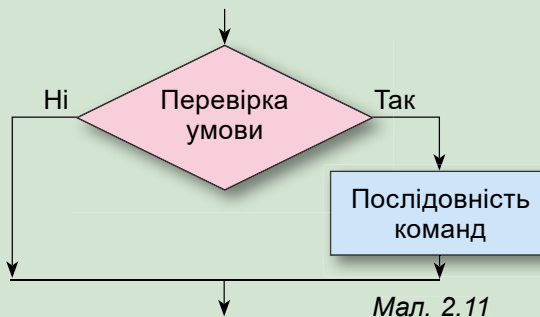 Ні
Перевірка
умови
Так
Послідовність
команд
Мал. 2.11